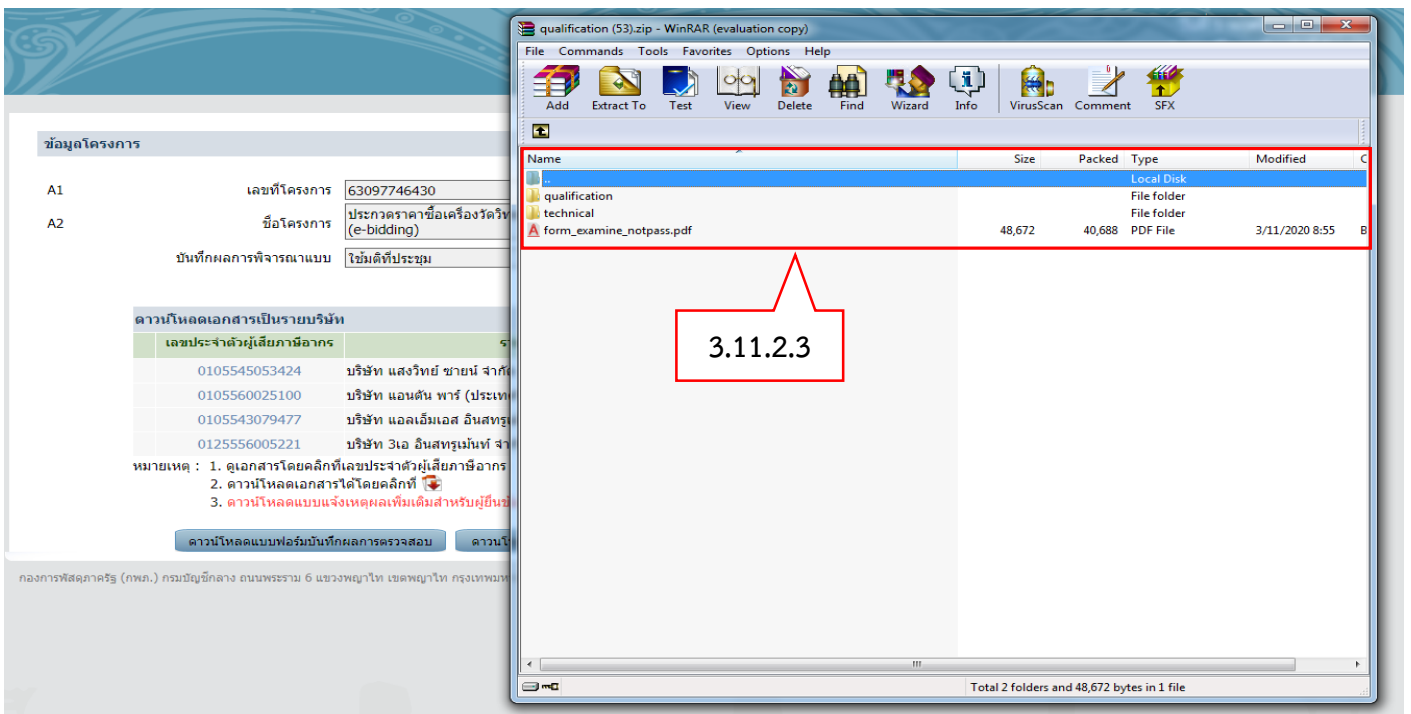 qualification (53).zip - WinRAR (evaluation copy)
File Commands Tools Favorites Options Help
Add Extract To Test View Delete Find Wizard Info VirusScan Comment SFX
Name Size Packed Type Modified C
.. Local Disk
qualification File folder
technical File folder
form_examine_notpass.pdf 48,672 40,688 PDF File 3/11/2020 8:55 B
3.11.2.3
Total 2 folders and 48,672 bytes in 1 file
ข้อมูลโครงการ
A1 เลขที่โครงการ 63097746430
A2 ชื่อโครงการ ประกวดราคาซื้อเครื่องวัดวิท
(e-bidding)
บันทึกผลการพิจารณาแบบ ใช้มติที่ประชุม
ดาวน์โหลดเอกสารเป็นรายบริษัท
เลขประจำตัวผู้เสียภาษีอากร
0105545053424 บริษัท แสงวิทย์ ซายน์ จำกัด
0105560025100 บริษัท แอนตัน พาร์ (ประเท
0105543079477 บริษัท แอลเอ็มเอส อินสทรู
0125556005221 บริษัท 3เอ อินสทรูเม้นท์ จำ
หมายเหตุ : 1. ดูเอกสารโดยคลิกที่เลขประจำตัวผู้เสียภาษีอากร
2. ดาวน์โหลดเอกสารได้โดยคลิกที่
3. ดาวน์โหลดแบบแจ้งเหตุผลเพิ่มเติมสำหรับผู้ยื่นข้
ดาวน์โหลดแบบฟอร์มบันทึกผลการตรวจสอบ ดาวน์โ
กองการพัสดุภาครัฐ (กพภ.) กรมบัญชีกลาง ถนนพระราม 6 แขวงพญาไท เขตพญาไท กรุงเทพมห